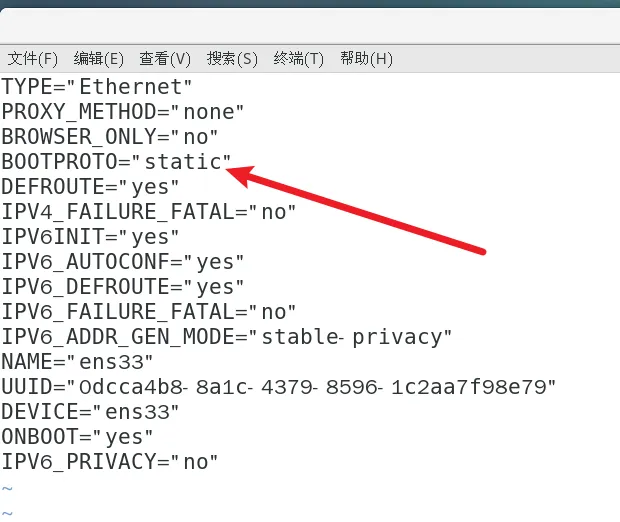 文件(F) 编辑(E) 查看(V) 搜索(S) 终端(T) 帮助(H)
TYPE="Ethernet"
PROXY_METHOD="none"
BROWSER_ONLY="no"
BOOTPROTO="static"
DEFROUTE="yes"
IPV4_FAILURE_FATAL="no"
IPV6INIT="yes"
IPV6_AUTOCONF="yes"
IPV6_DEFROUTE="yes"
IPV6_FAILURE_FATAL="no"
IPV6_ADDR_GEN_MODE="stable-privacy"
NAME="ens33"
UUID="0dcca4b8-8a1c-4379-8596-1c2aa7f98e79"
DEVICE="ens33"
ONBOOT="yes"
IPV6_PRIVACY="no"
~
~